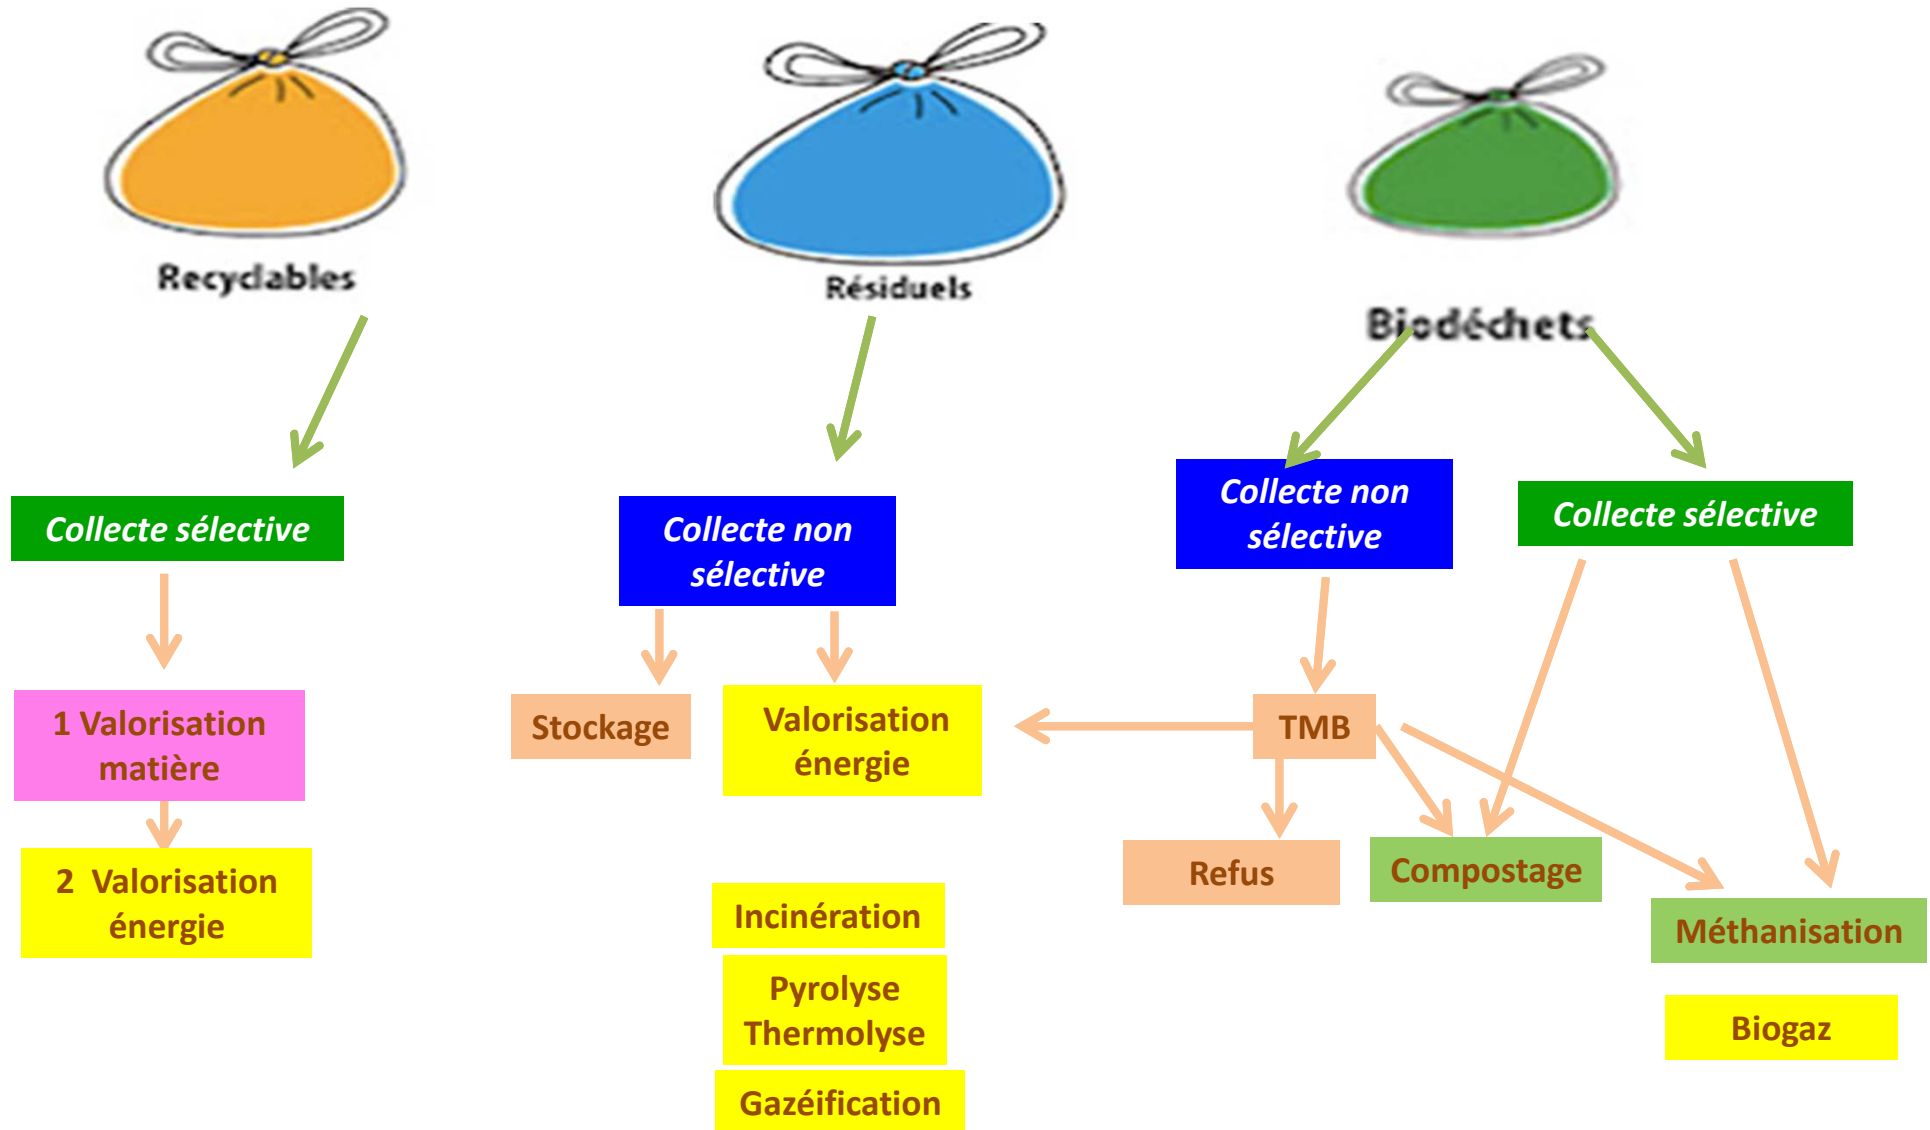 Recyclables
Résiduels
Biodéchets
Collecte sélective
Collecte non
sélective
Collecte non
sélective
Collecte sélective
1 Valorisation
matière
2 Valorisation
énergie
Stockage
Valorisation
énergie
TMB
Refus
Compostage
Méthanisation
Biogaz
Incinération
Pyrolyse
Thermolyse
Gazéification